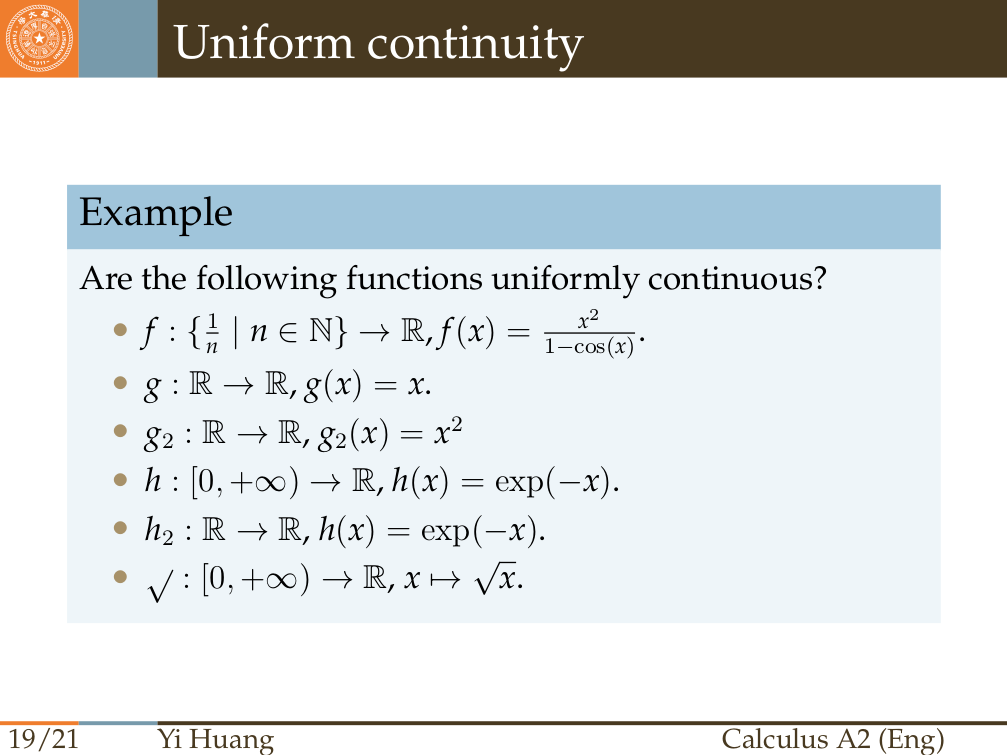 Uniform continuity
Example
Are the following functions uniformly continuous?
• f : {1/n | n ∈ ℕ} → ℝ, f(x) = x²/(1−cos(x)).
• g : ℝ → ℝ, g(x) = x.
• g₂ : ℝ → ℝ, g₂(x) = x²
• h : [0, +∞) → ℝ, h(x) = exp(−x).
• h₂ : ℝ → ℝ, h(x) = exp(−x).
• √ : [0, +∞) → ℝ, x ↦ √x.
19/21 Yi Huang Calculus A2 (Eng)